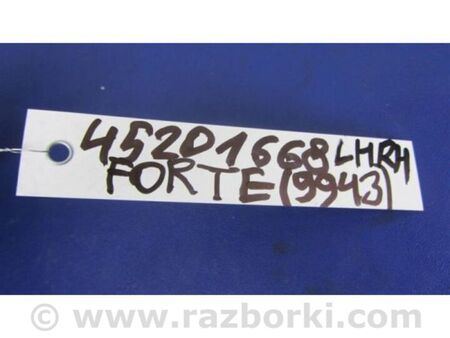 45201668 LHRH
FORTE (9943)
© www.razborki.com